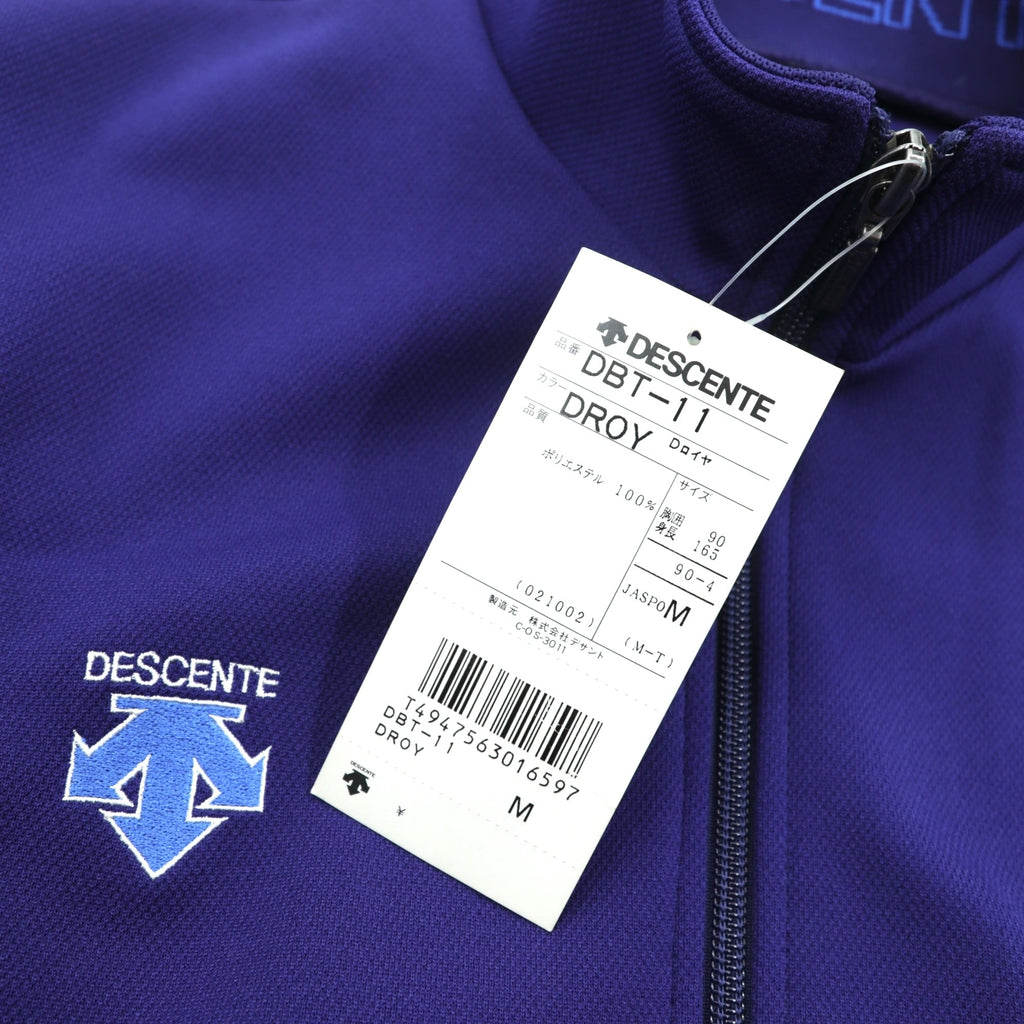 DESCENTE
品番 DBT-11
カラー DROY Dロイヤ
品質
ポリエステル 100%
サイズ
胸囲 90
身長 165
90-4
JASPO M
(M-T)
(021002)
製造元 株式会社デサント
C-OS-3011
T4947563016597
DBT-11
DROY
M
DESCENTE
¥
DESCENTE